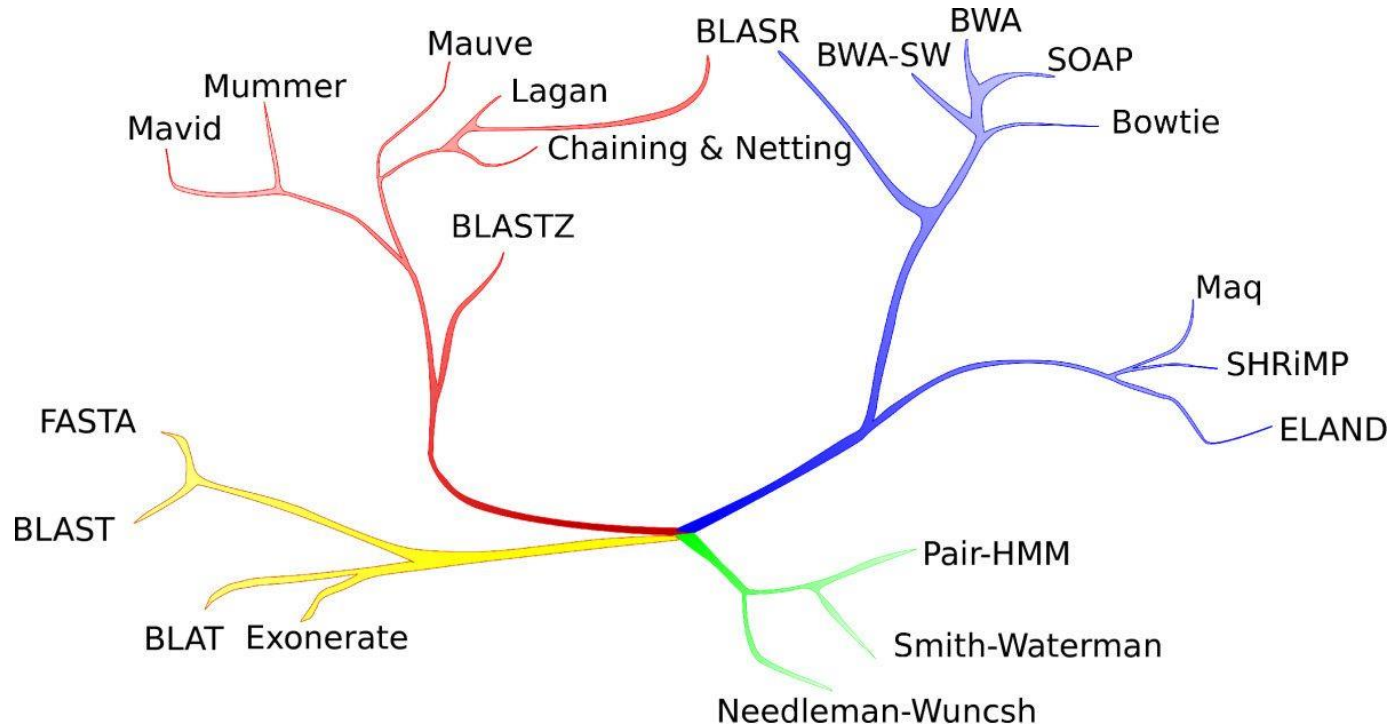 BWA
BLASR
Mauve
BWA-SW
SOAP
Mummer
Lagan
Mavid
Bowtie
Chaining & Netting
BLASTZ
Maq
SHRiMP
FASTA
ELAND
BLAST
Pair-HMM
BLAT
Exonerate
Smith-Waterman
Needleman-Wuncsh